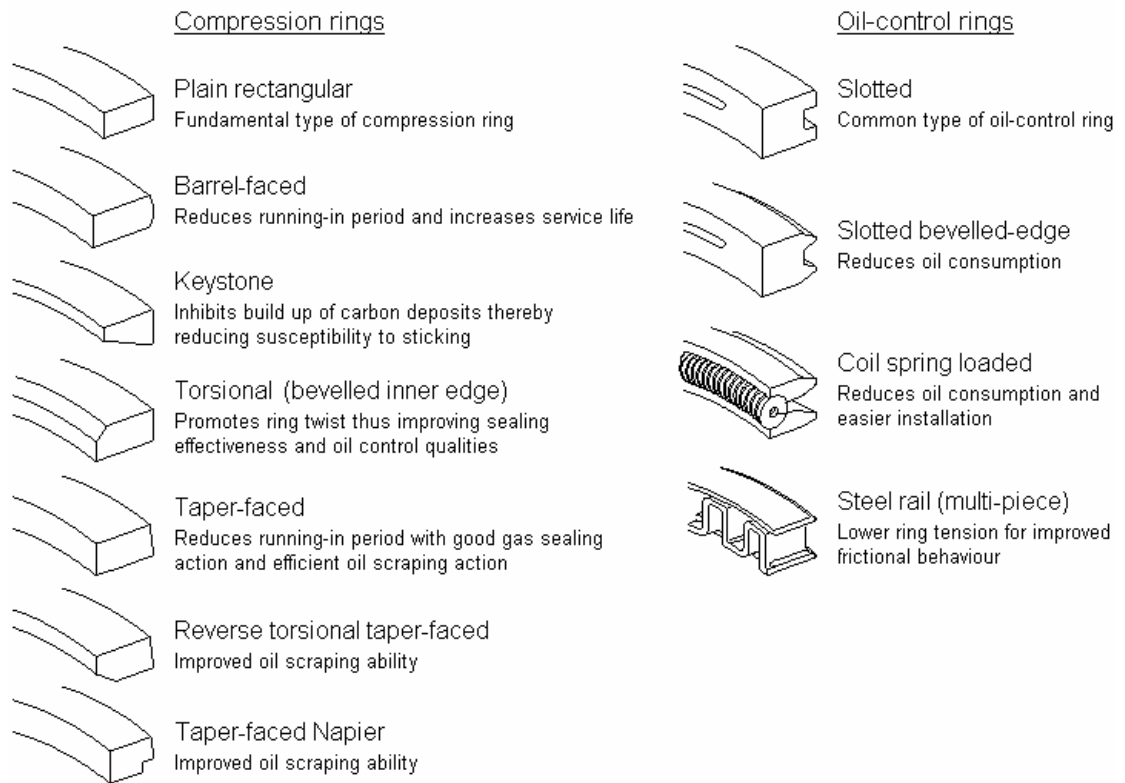 Compression rings
Plain rectangular
Fundamental type of compression ring
Barrel-faced
Reduces running-in period and increases service life
Keystone
Inhibits build up of carbon deposits thereby
reducing susceptibility to sticking
Torsional (bevelled inner edge)
Promotes ring twist thus improving sealing
effectiveness and oil control qualities
Taper-faced
Reduces running-in period with good gas sealing
action and efficient oil scraping action
Reverse torsional taper-faced
Improved oil scraping ability
Taper-faced Napier
Improved oil scraping ability
Oil-control rings
Slotted
Common type of oil-control ring
Slotted bevelled-edge
Reduces oil consumption
Coil spring loaded
Reduces oil consumption and
easier installation
Steel rail (multi-piece)
Lower ring tension for improved
frictional behaviour